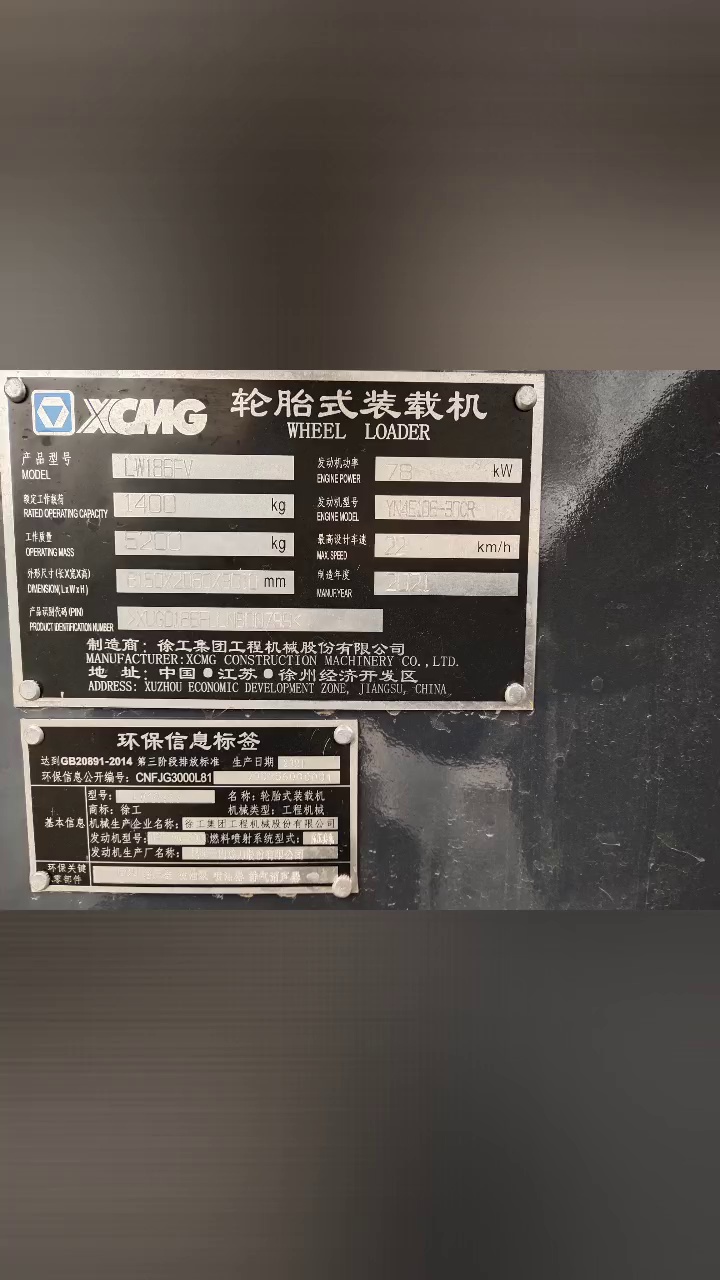 XCMG 轮胎式装载机
WHEEL LOADER
产品型号 MODEL LW186FV
发动机功率 ENGINE POWER 78 kW
额定工作载荷 RATED OPERATING CAPACITY 1400 kg
发动机型号 ENGINE MODEL
工作质量 OPERATING MASS 5200 kg
最高设计车速 MAX. SPEED 22 km/h
外形尺寸(长X宽X高) DIMENSION(LxWxH) mm
制造年度 MANUF.YEAR 2021
产品识别代码(PIN) PRODUCT IDENTIFICATION NUMBER
制造商：徐工集团工程机械股份有限公司
MANUFACTURER:XCMG CONSTRUCTION MACHINERY CO.,LTD.
地 址：中国●江苏●徐州经济开发区
ADDRESS: XUZHOU ECONOMIC DEVELOPMENT ZONE, JIANGSU, CHINA
环保信息标签
达到GB20891-2014 第三阶段排放标准 生产日期 2021
环保信息公开编号：CNFJG3000L81
基本信息
型号： 名称：轮胎式装载机
商标：徐工 机械类型：工程机械
机械生产企业名称：徐工集团工程机械股份有限公司
发动机型号： 燃料喷射系统型式：
发动机生产厂名称：
环保关键零部件